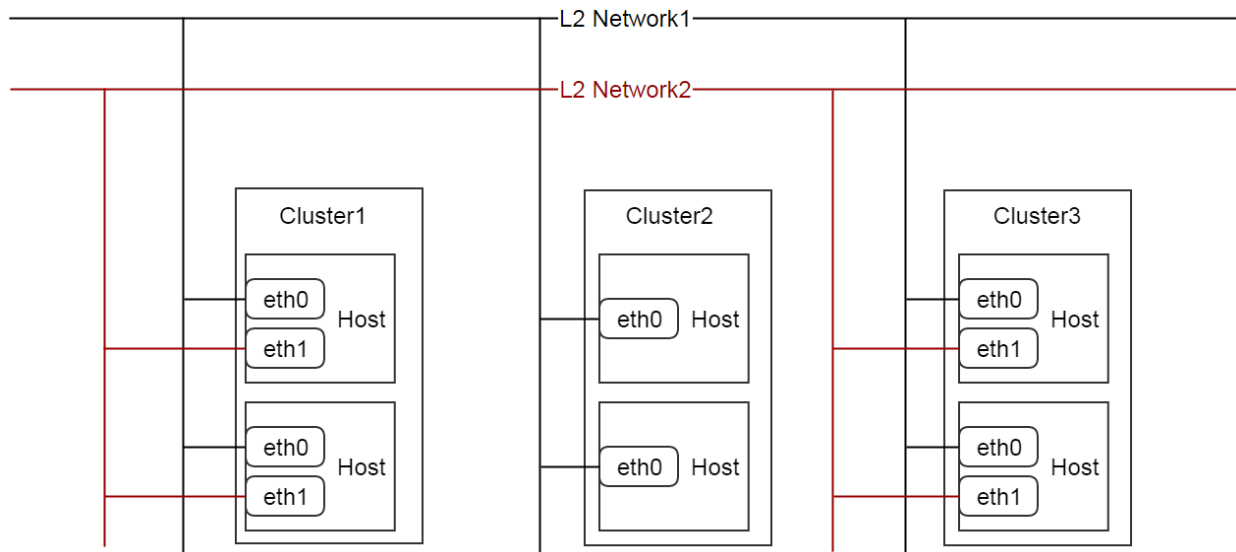 L2 Network1
L2 Network2
Cluster1
eth0
Host
eth1
eth0
Host
eth1
Cluster2
eth0 Host
eth0 Host
Cluster3
eth0
Host
eth1
eth0
Host
eth1